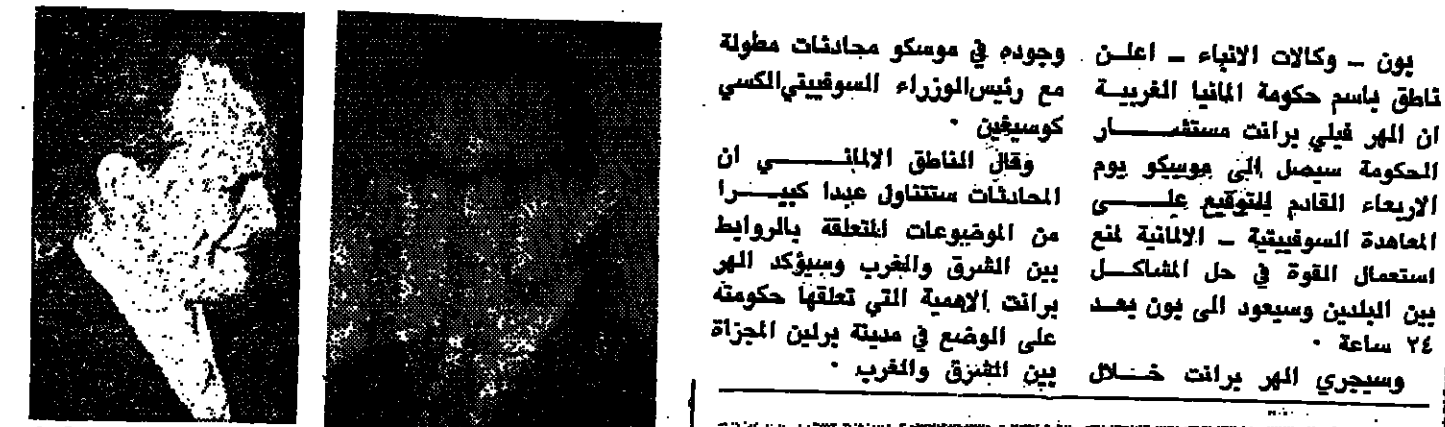 بون – وكالات الانباء – اعلن
ناطق باسم حكومة المانيا الغربية
ان الهر فيلي برانت مستشار
الحكومة سيصل الى موسكو يوم
الاربعاء القادم للتوقيع على
المعاهدة السوفييتية – الالمانية لمنع
استعمال القوة في حل المشاكل
بين البلدين وسيعود الى بون بعد
٢٤ ساعة ٠
وسيجري الهر برانت خلال
وجوده في موسكو محادثات مطولة
مع رئيس الوزراء السوفييتي الكسي
كوسيغين ٠
وقال الناطق الالماني ان
المحادثات ستتناول عددا كبيرا
من الموضوعات المتعلقة بالروابط
بين الشرق والغرب وسيؤكد الهر
برانت الاهمية التي تعلقها حكومته
على الوضع في مدينة برلين المجزاة
بين الشرق والغرب ٠